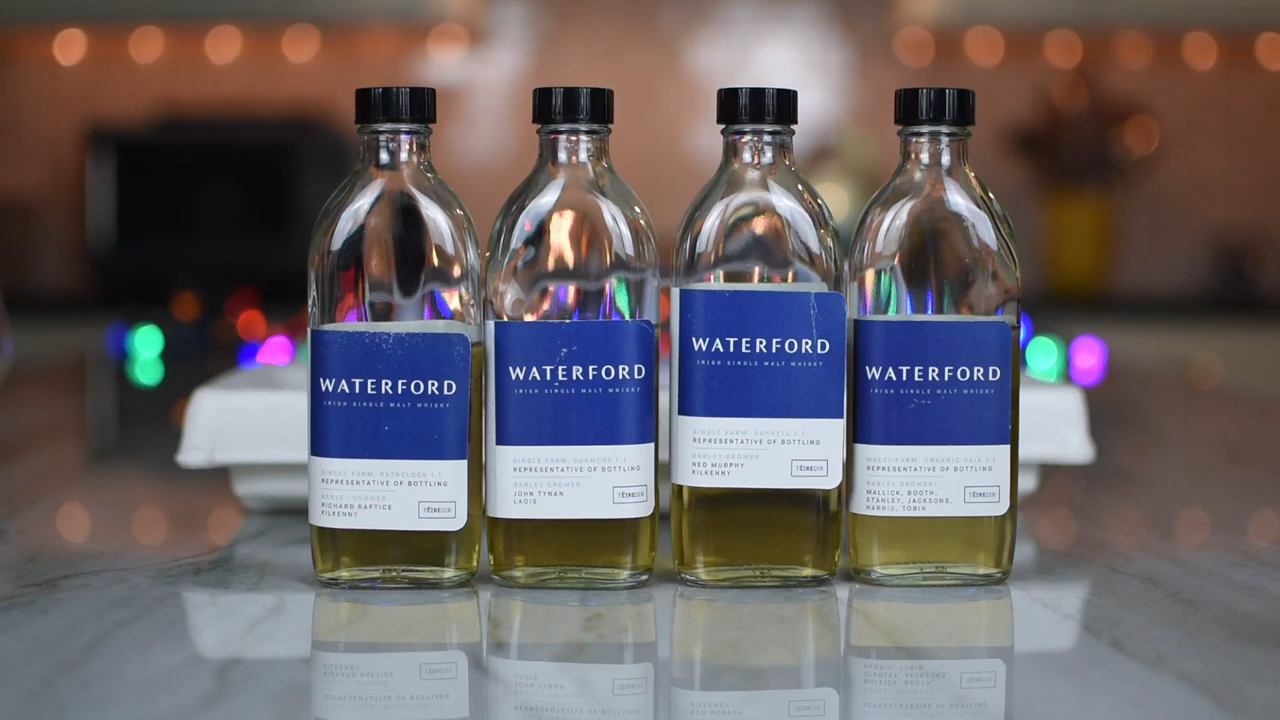 WATERFORD
IRISH SINGLE MALT WHISKY
SINGLE FARM: RATHCLOGH 1.1
REPRESENTATIVE OF BOTTLING
BARLEY GROWER:
RICHARD RAFTICE
KILKENNY
TÉIREOIR
WATERFORD
IRISH SINGLE MALT WHISKY
SINGLE FARM: DUNMORE 1.1
REPRESENTATIVE OF BOTTLING
BARLEY GROWER:
JOHN TYNAN
LAOIS
TÉIREOIR
WATERFORD
IRISH SINGLE MALT WHISKY
SINGLE FARM: DUNBELL 1.1
REPRESENTATIVE OF BOTTLING
BARLEY GROWER:
NED MURPHY
KILKENNY
TÉIREOIR
WATERFORD
IRISH SINGLE MALT WHISKY
MULTI-FARM: ORGANIC GAIA 1.1
REPRESENTATIVE OF BOTTLING
BARLEY GROWER:
MALLICK, BOOTH,
STANLEY, JACKSONS,
HARRIS, TOBIN
TÉIREOIR